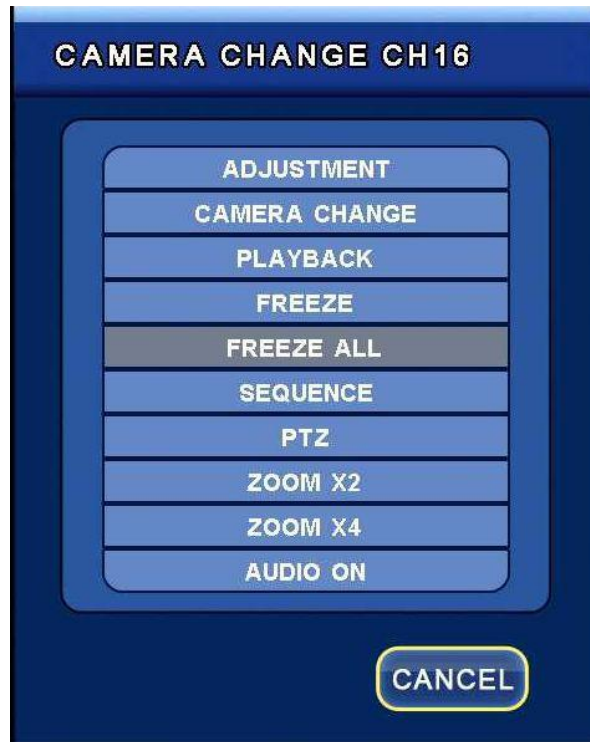 CAMERA CHANGE CH16
ADJUSTMENT
CAMERA CHANGE
PLAYBACK
FREEZE
FREEZE ALL
SEQUENCE
PTZ
ZOOM X2
ZOOM X4
AUDIO ON
CANCEL